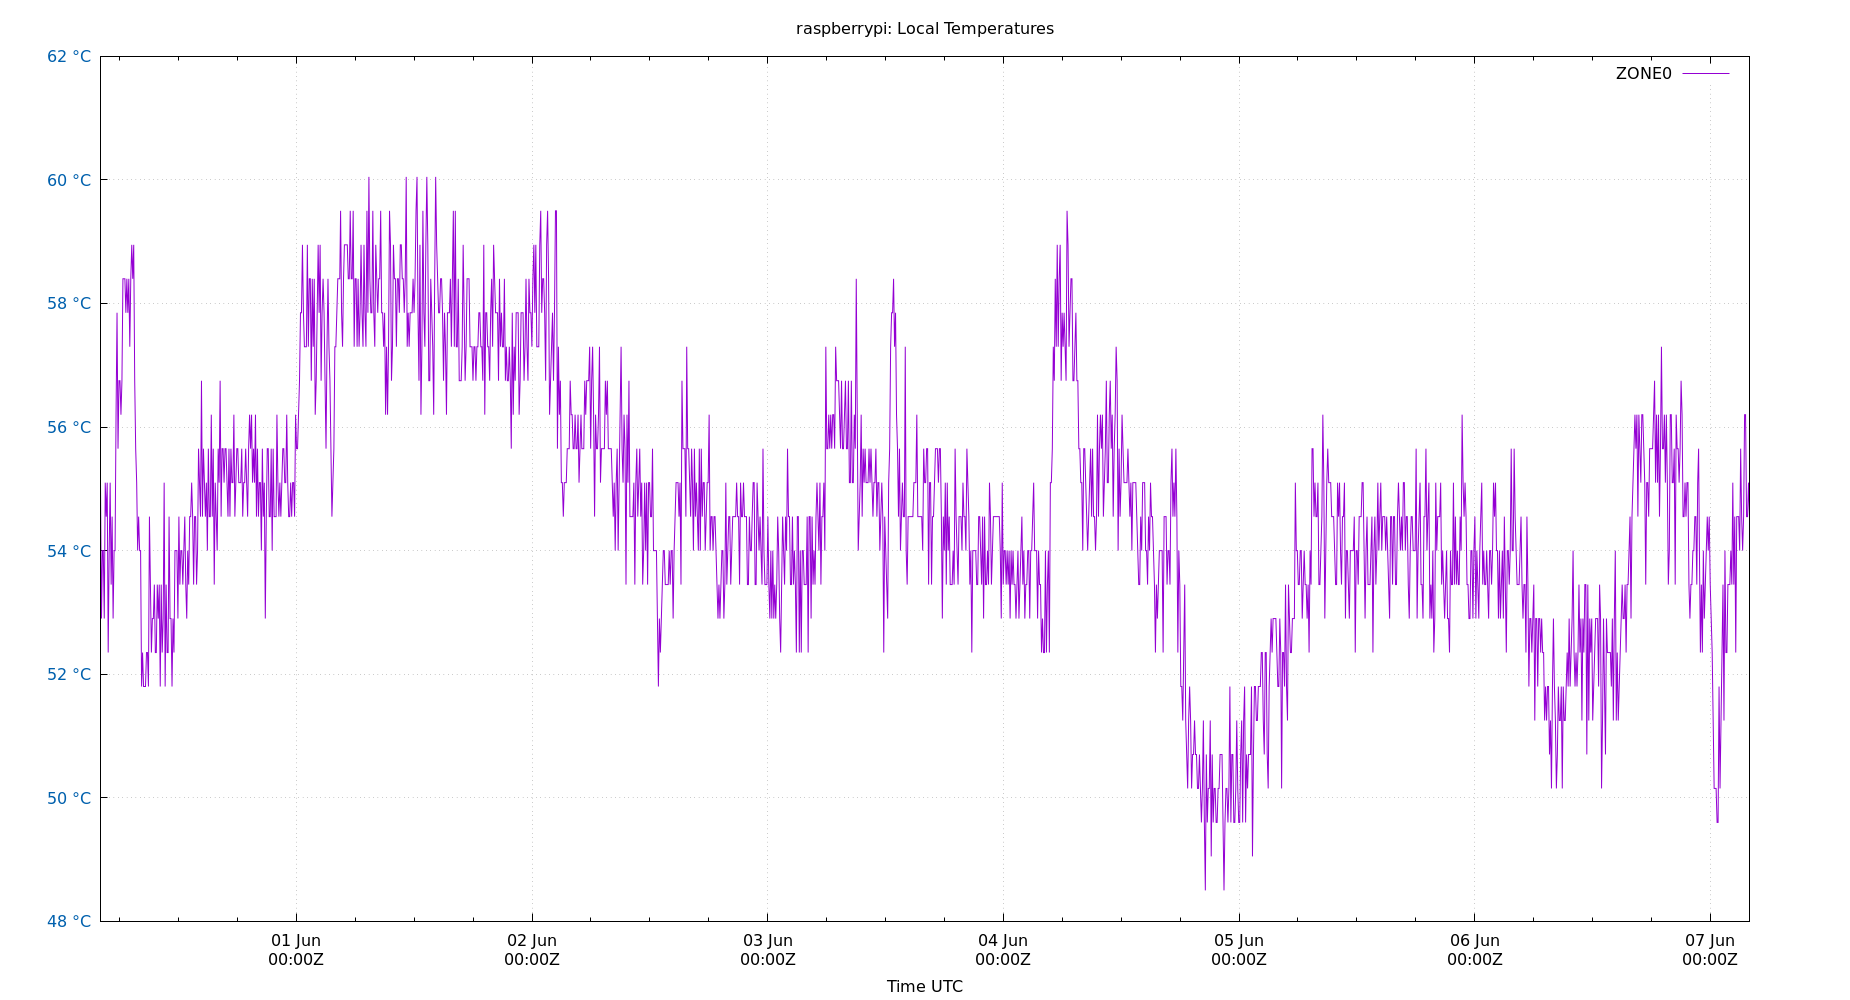 raspberrypi: Local Temperatures
62 °C
60 °C
58 °C
56 °C
54 °C
52 °C
50 °C
48 °C
ZONE0
01 Jun 02 Jun 03 Jun 04 Jun 05 Jun 06 Jun 07 Jun
00:00Z 00:00Z 00:00Z 00:00Z 00:00Z 00:00Z 00:00Z
Time UTC